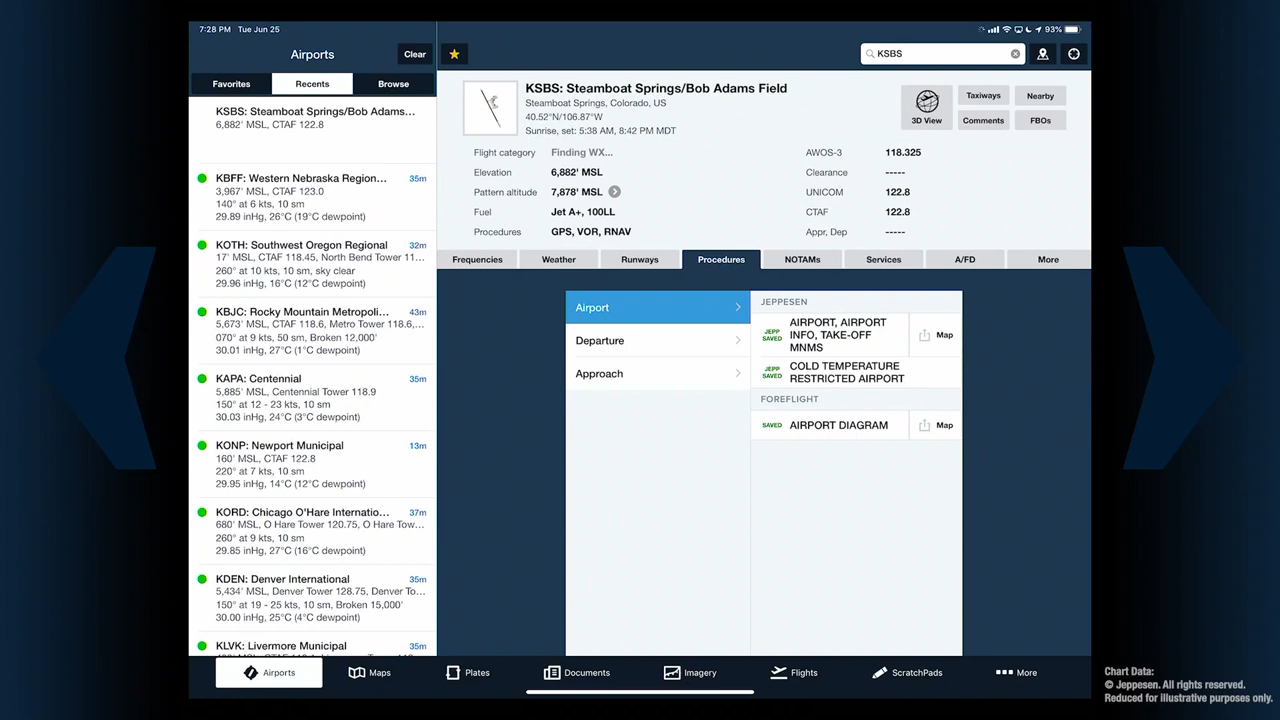 7:28 PM Tue Jun 25
93%
Airports
Clear
Favorites
Recents
Browse
KSBS: Steamboat Springs/Bob Adams…
6,882' MSL, CTAF 122.8
KBFF: Western Nebraska Region…
35m
3,967' MSL, CTAF 123.0
140° at 6 kts, 10 sm
29.89 inHg, 26°C (19°C dewpoint)
KOTH: Southwest Oregon Regional
32m
17' MSL, CTAF 118.45, North Bend Tower 11…
260° at 10 kts, 10 sm, sky clear
29.96 inHg, 16°C (12°C dewpoint)
KBJC: Rocky Mountain Metropoli…
43m
5,673' MSL, CTAF 118.6, Metro Tower 118.6,…
070° at 9 kts, 50 sm, Broken 12,000'
30.01 inHg, 27°C (1°C dewpoint)
KAPA: Centennial
35m
5,885' MSL, Centennial Tower 118.9
150° at 12 - 23 kts, 10 sm
30.03 inHg, 24°C (3°C dewpoint)
KONP: Newport Municipal
13m
160' MSL, CTAF 122.8
220° at 7 kts, 10 sm
29.95 inHg, 14°C (12°C dewpoint)
KORD: Chicago O'Hare Internatio…
37m
680' MSL, O Hare Tower 120.75, O Hare Tow…
260° at 9 kts, 10 sm
29.85 inHg, 27°C (16°C dewpoint)
KDEN: Denver International
35m
5,434' MSL, Denver Tower 128.75, Denver To…
150° at 19 - 25 kts, 10 sm, Broken 15,000'
30.00 inHg, 25°C (4°C dewpoint)
KLVK: Livermore Municipal
35m
KSBS
KSBS: Steamboat Springs/Bob Adams Field
Steamboat Springs, Colorado, US
40.52°N/106.87°W
Sunrise, set: 5:38 AM, 8:42 PM MDT
3D View
Taxiways
Nearby
Comments
FBOs
Flight category Finding WX...
Elevation 6,882' MSL
Pattern altitude 7,878' MSL
Fuel Jet A+, 100LL
Procedures GPS, VOR, RNAV
AWOS-3 118.325
Clearance -----
UNICOM 122.8
CTAF 122.8
Appr, Dep -----
Frequencies
Weather
Runways
Procedures
NOTAMs
Services
A/FD
More
Airport
Departure
Approach
JEPPESEN
JEPP
SAVED
AIRPORT, AIRPORT
INFO, TAKE-OFF
MNMS
Map
JEPP
SAVED
COLD TEMPERATURE
RESTRICTED AIRPORT
FOREFLIGHT
SAVED
AIRPORT DIAGRAM
Map
Airports
Maps
Plates
Documents
Imagery
Flights
ScratchPads
More
Chart Data:
© Jeppesen. All rights reserved.
Reduced for illustrative purposes only.